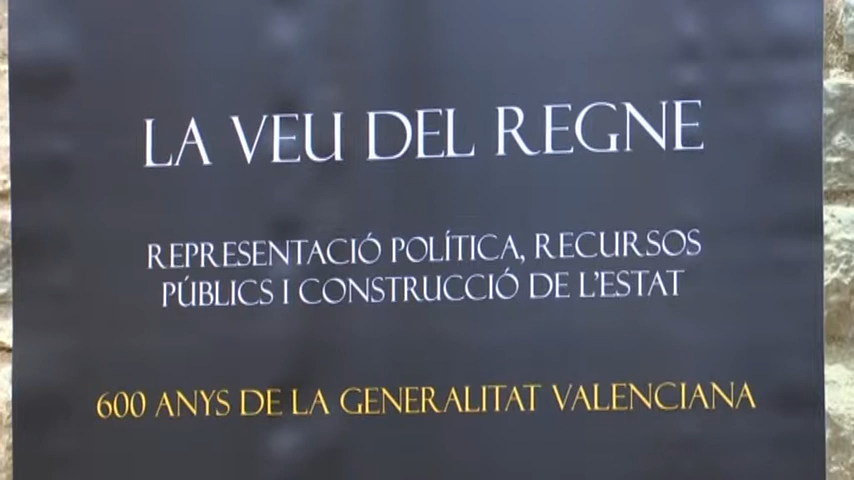 LA VEU DEL REGNE
REPRESENTACIÓ POLÍTICA, RECURSOS
PÚBLICS I CONSTRUCCIÓ DE L'ESTAT
600 ANYS DE LA GENERALITAT VALENCIANA